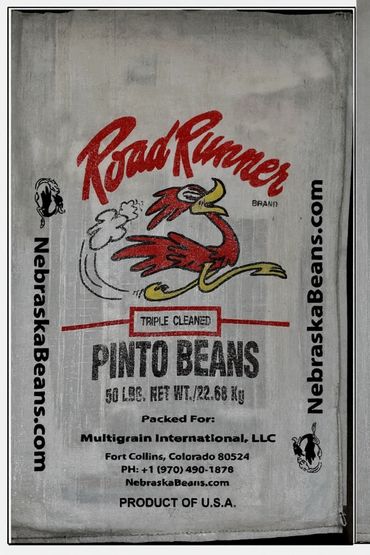 Road Runner
BRAND
TRIPLE CLEANED
PINTO BEANS
50 LBS. NET WT./22.68 Kg
Packed For:
Multigrain International, LLC
Fort Collins, Colorado 80524
PH: +1 (970) 490-1876
NebraskaBeans.com
PRODUCT OF U.S.A.
NebraskaBeans.com
NebraskaBeans.com